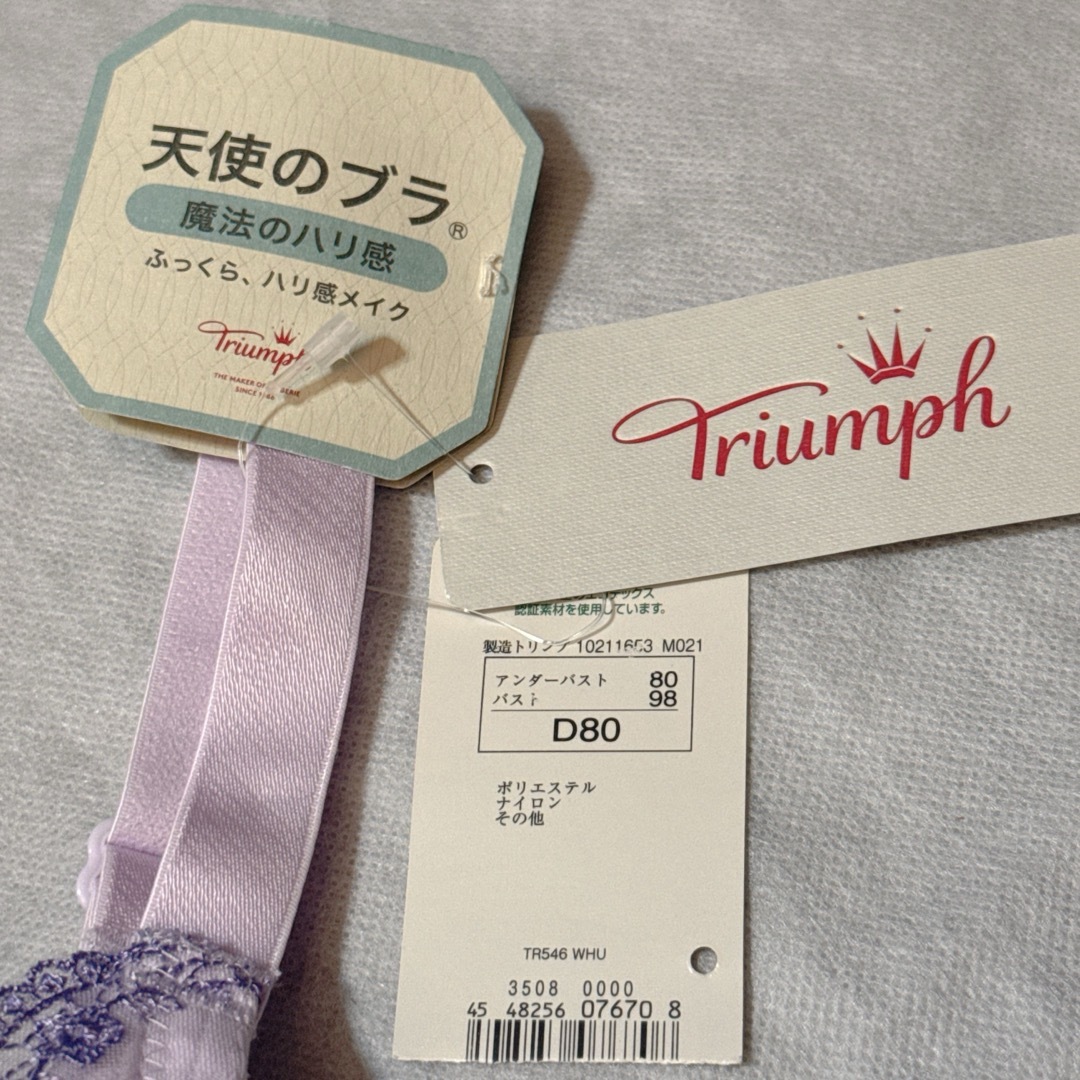 天使のブラ®
魔法のハリ感
ふっくら、ハリ感メイク
Triumph
THE MAKER OF
SINCE 1886
Triumph
認証素材を使用しています。
製造トリンプ 10211653 M021
アンダーバスト 80
バスト 98
D80
ポリエステル
ナイロン
その他
TR546 WHU
3508 0000
45 48256 07670 8